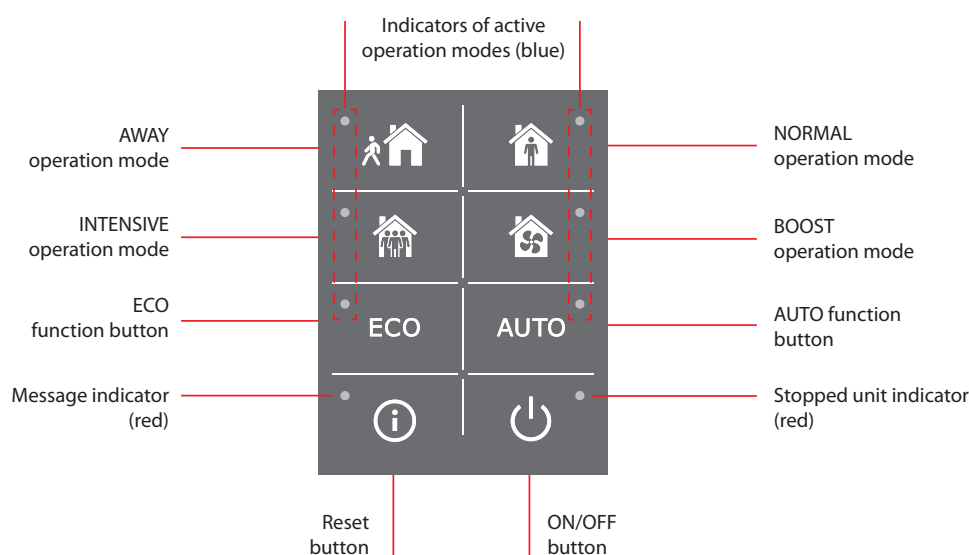 Indicators of active
operation modes (blue)
AWAY
operation mode
NORMAL
operation mode
INTENSIVE
operation mode
BOOST
operation mode
ECO
function button
ECO
AUTO
AUTO function
button
Message indicator
(red)
i
Stopped unit indicator
(red)
Reset
button
ON/OFF
button